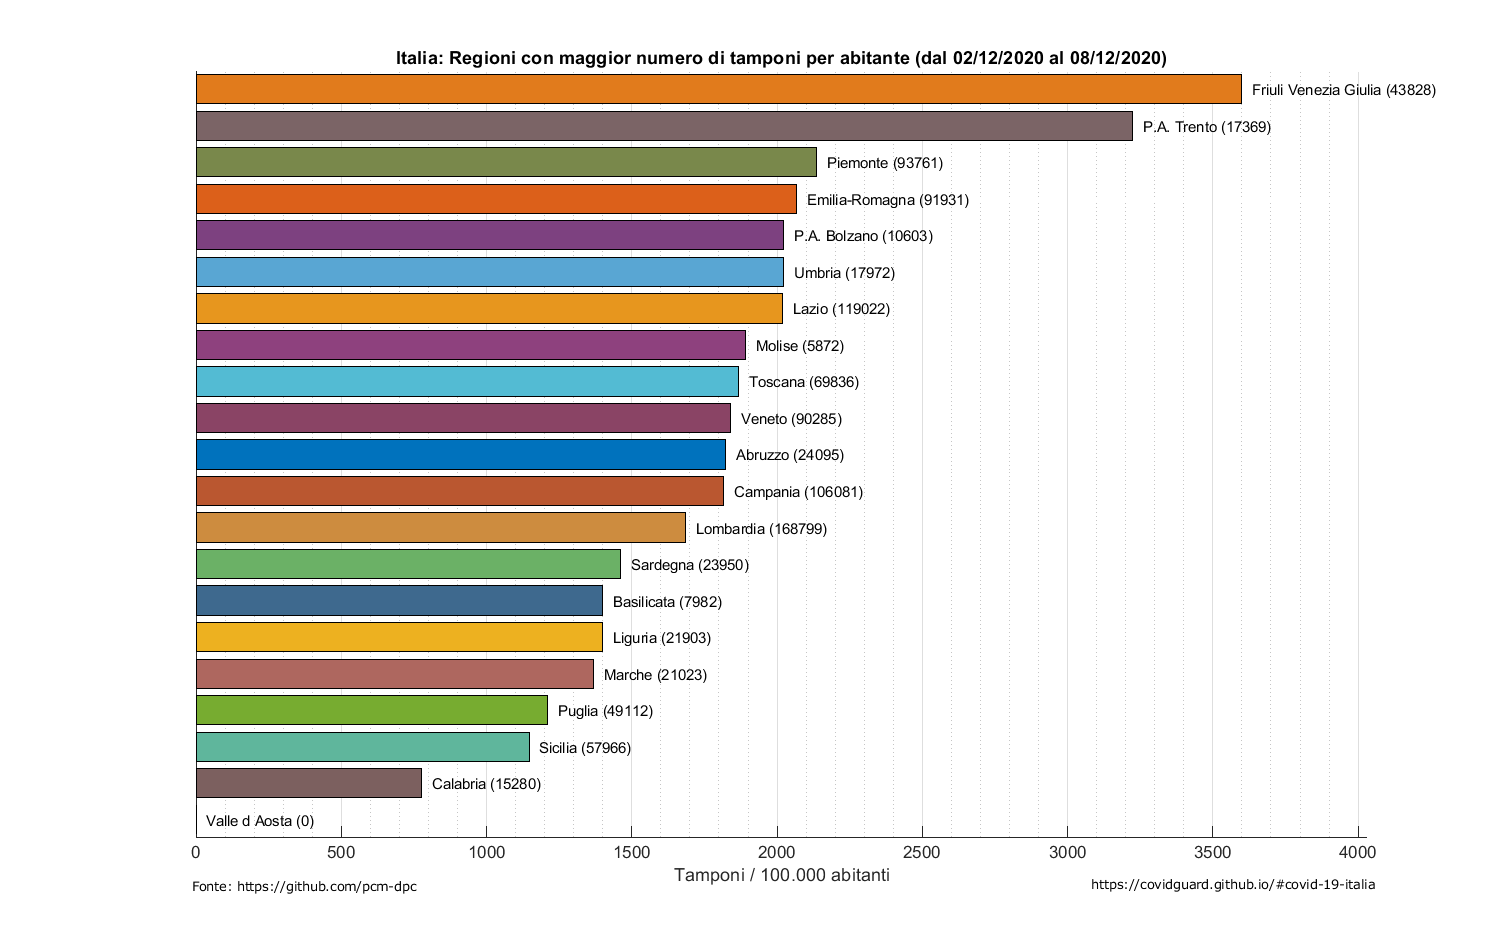 Italia: Regioni con maggior numero di tamponi per abitante (dal 02/12/2020 al 08/12/2020)
Friuli Venezia Giulia (43828)
P.A. Trento (17369)
Piemonte (93761)
Emilia-Romagna (91931)
P.A. Bolzano (10603)
Umbria (17972)
Lazio (119022)
Molise (5872)
Toscana (69836)
Veneto (90285)
Abruzzo (24095)
Campania (106081)
Lombardia (168799)
Sardegna (23950)
Basilicata (7982)
Liguria (21903)
Marche (21023)
Puglia (49112)
Sicilia (57966)
Calabria (15280)
Valle d Aosta (0)
0 500 1000 1500 2000 2500 3000 3500 4000
Tamponi / 100.000 abitanti
Fonte: https://github.com/pcm-dpc
https://covidguard.github.io/#covid-19-italia